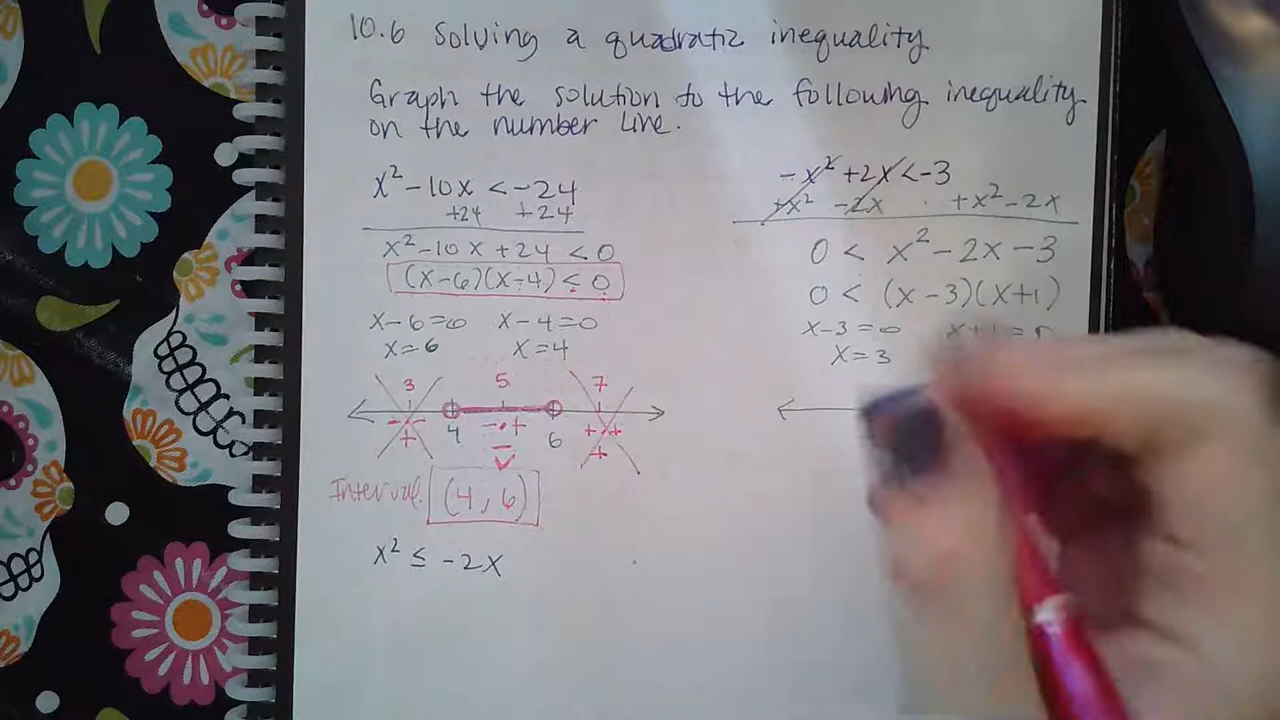 10.6 Solving a quadratic inequality
Graph the solution to the following inequality
on the number line.
x² - 10x < -24
+24 +24
x² - 10x + 24 < 0
(x-6)(x-4) < 0
x-6=0 x-4=0
x=6 x=4
3 5 7
- - 4 - • + 6 + +
+ - +
Interval: (4, 6)
x² ≤ -2x
-x² + 2x < -3
+x² - 2x +x² - 2x
0 < x² - 2x - 3
0 < (x-3)(x+1)
x-3=0
x=3